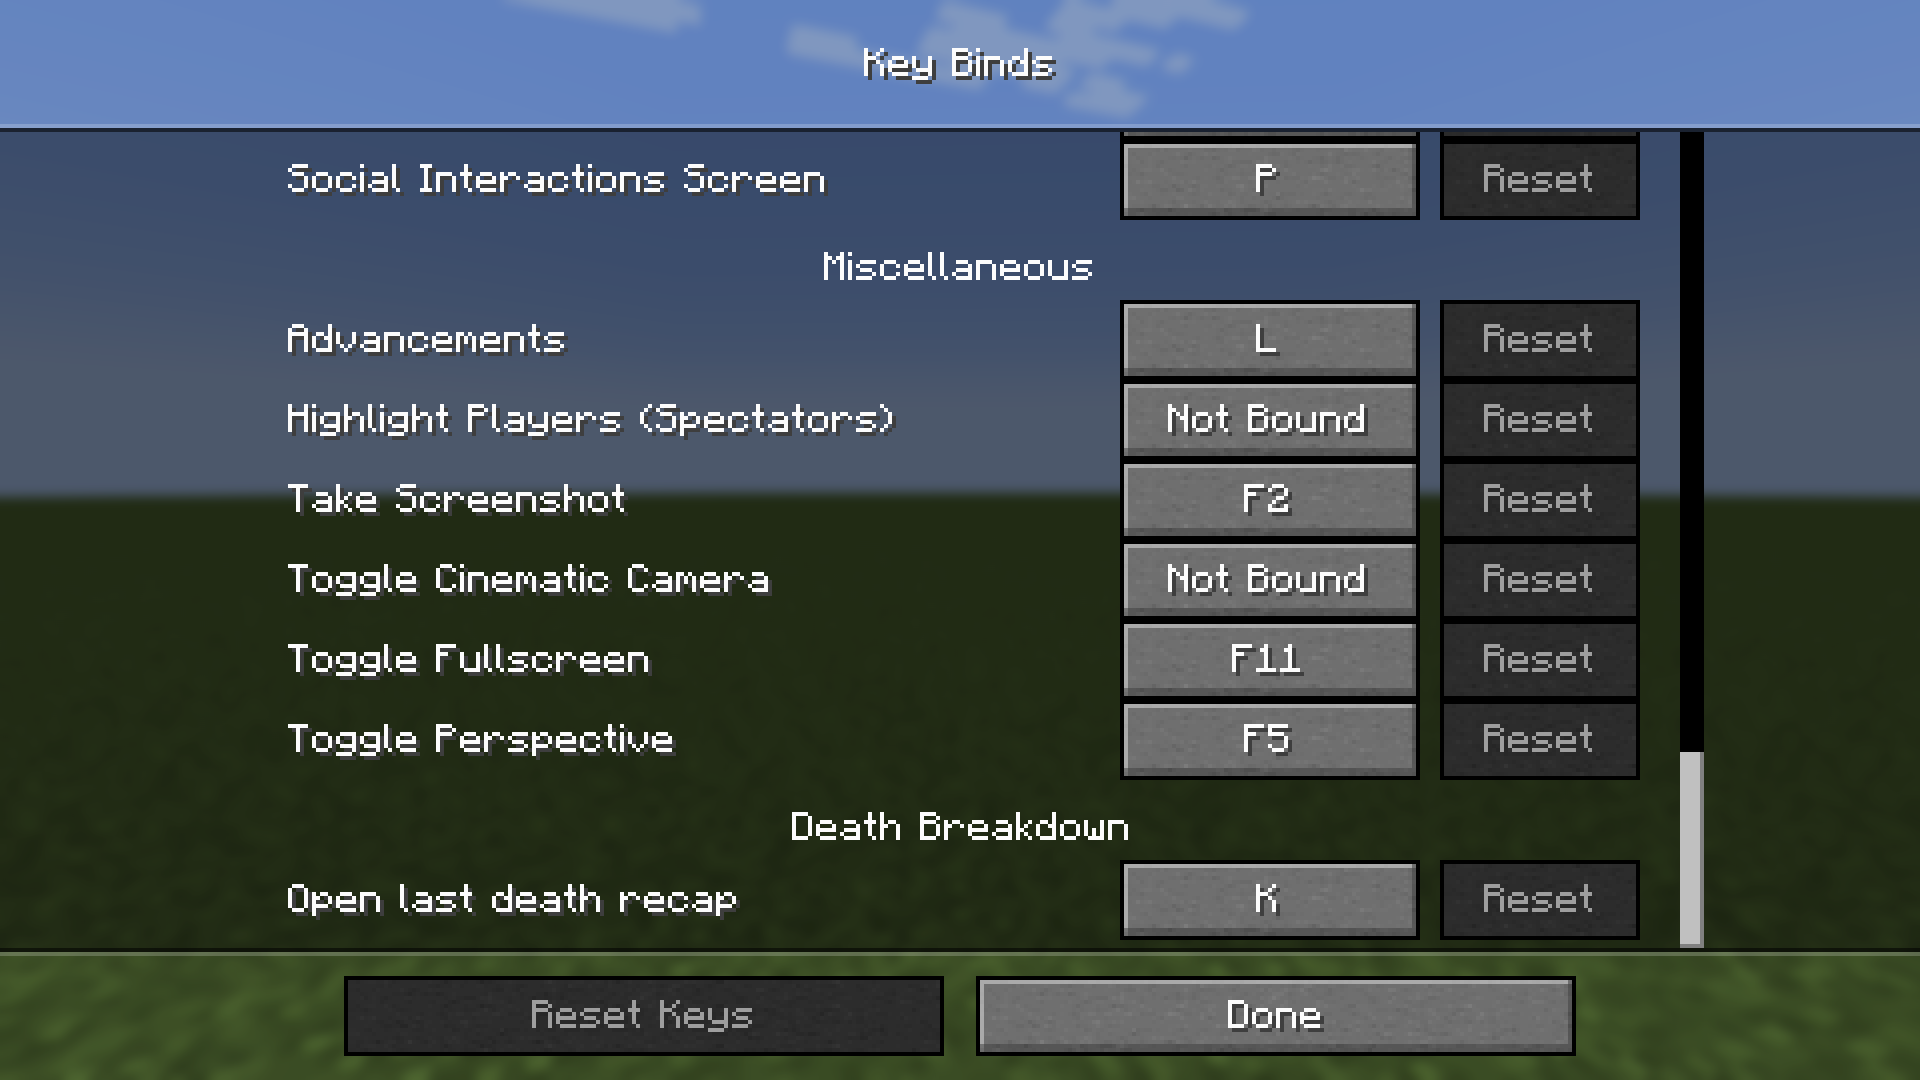 Key Binds
Social Interactions Screen P Reset
Miscellaneous
Advancements L Reset
Highlight Players (Spectators) Not Bound Reset
Take Screenshot F2 Reset
Toggle Cinematic Camera Not Bound Reset
Toggle Fullscreen F11 Reset
Toggle Perspective F5 Reset
Death Breakdown
Open last death recap K Reset
Reset Keys Done